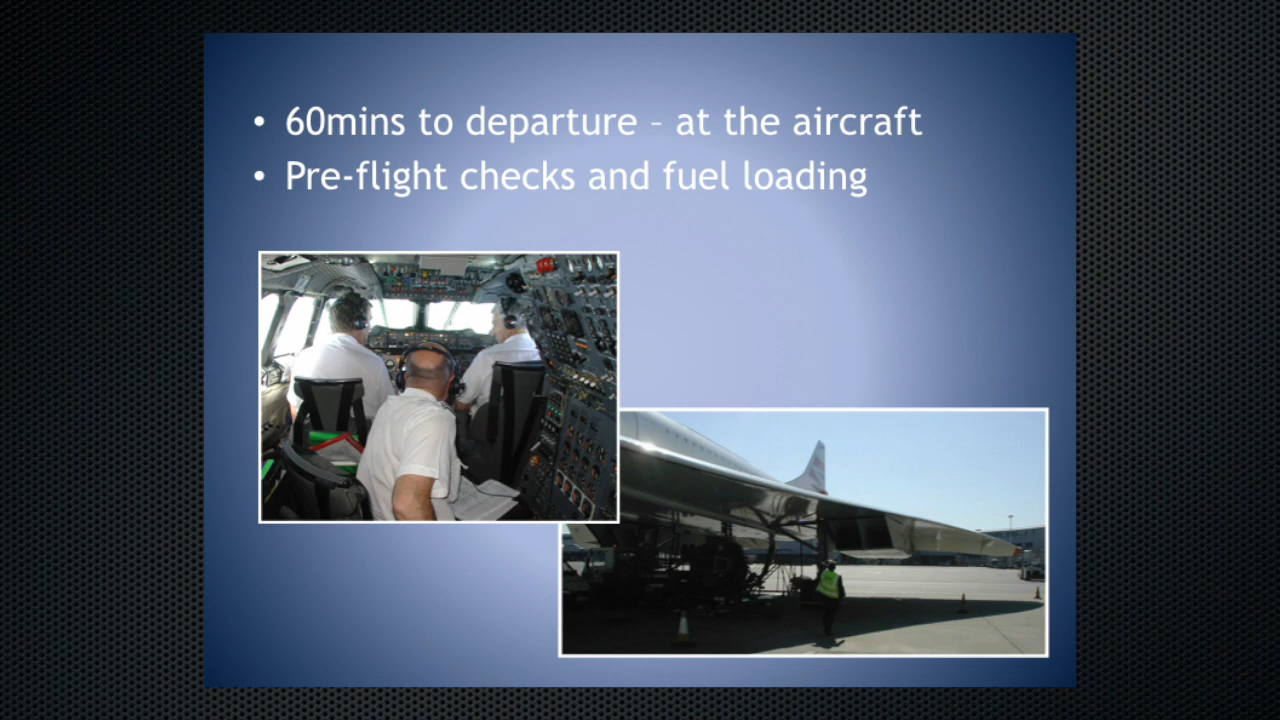 • 60mins to departure – at the aircraft
• Pre-flight checks and fuel loading